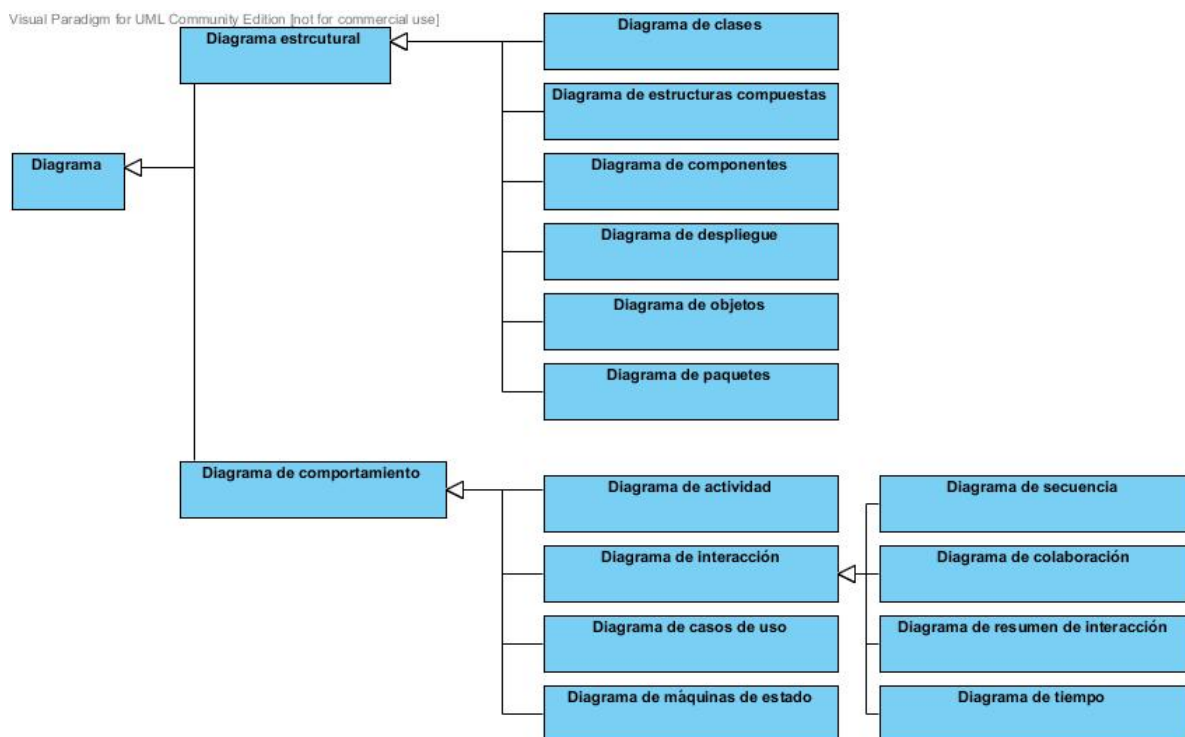 Visual Paradigm for UML Community Edition [not for commercial use]
Diagrama estrcutural
Diagrama de clases
Diagrama de estructuras compuestas
Diagrama
Diagrama de componentes
Diagrama de despliegue
Diagrama de objetos
Diagrama de paquetes
Diagrama de comportamiento
Diagrama de actividad
Diagrama de secuencia
Diagrama de interacción
Diagrama de colaboración
Diagrama de casos de uso
Diagrama de resumen de interacción
Diagrama de máquinas de estado
Diagrama de tiempo